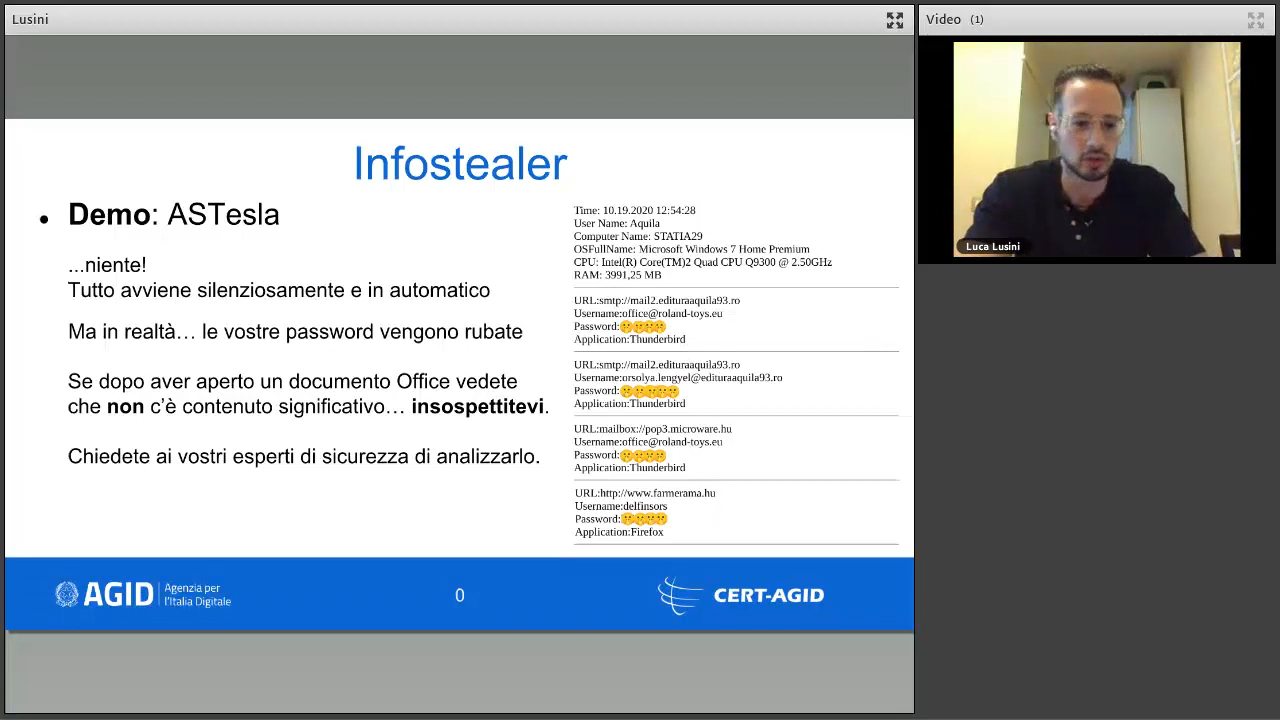 Lusini
Video (1)
Luca Lusini
Infostealer
Demo: ASTesla
...niente!
Tutto avviene silenziosamente e in automatico
Ma in realtà… le vostre password vengono rubate
Se dopo aver aperto un documento Office vedete
che non c’è contenuto significativo… insospettitevi.
Chiedete ai vostri esperti di sicurezza di analizzarlo.
Time: 10.19.2020 12:54:28
User Name: Aquila
Computer Name: STATIA29
OSFullName: Microsoft Windows 7 Home Premium
CPU: Intel(R) Core(TM)2 Quad CPU Q9300 @ 2.50GHz
RAM: 3991,25 MB
URL:smtp://mail2.edituraaquila93.ro
Username:office@roland-toys.eu
Password:
Application:Thunderbird
URL:smtp://mail2.edituraaquila93.ro
Username:orsolya.lengyel@edituraaquila93.ro
Password:
Application:Thunderbird
URL:mailbox://pop3.microware.hu
Username:office@roland-toys.eu
Password:
Application:Thunderbird
URL:http://www.farmerama.hu
Username:delfinsors
Password:
Application:Firefox
AGID
Agenzia per
l’Italia Digitale
0
CERT-AGID